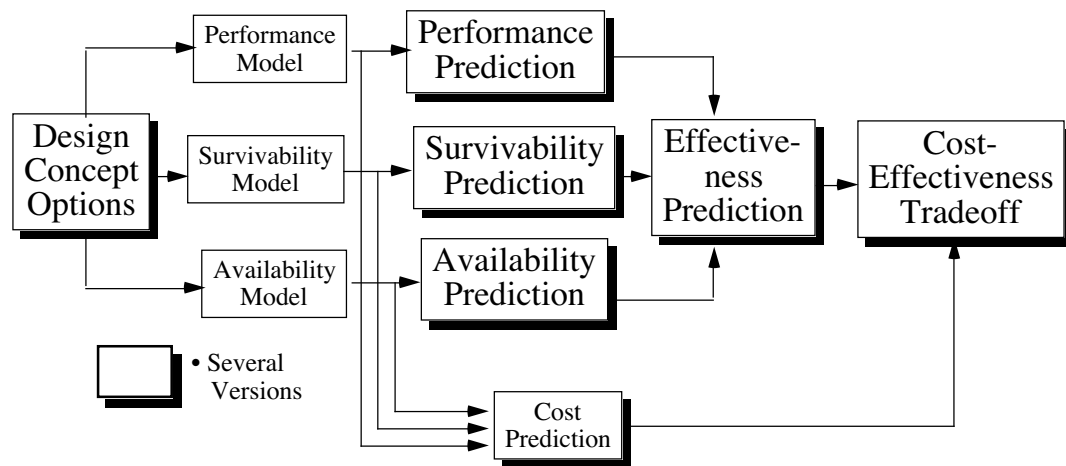 Performance
Model
Performance
Prediction
Design
Concept
Options
Survivability
Model
Survivability
Prediction
Effective-
ness
Prediction
Cost-
Effectiveness
Tradeoff
Availability
Model
Availability
Prediction
• Several
Versions
Cost
Prediction